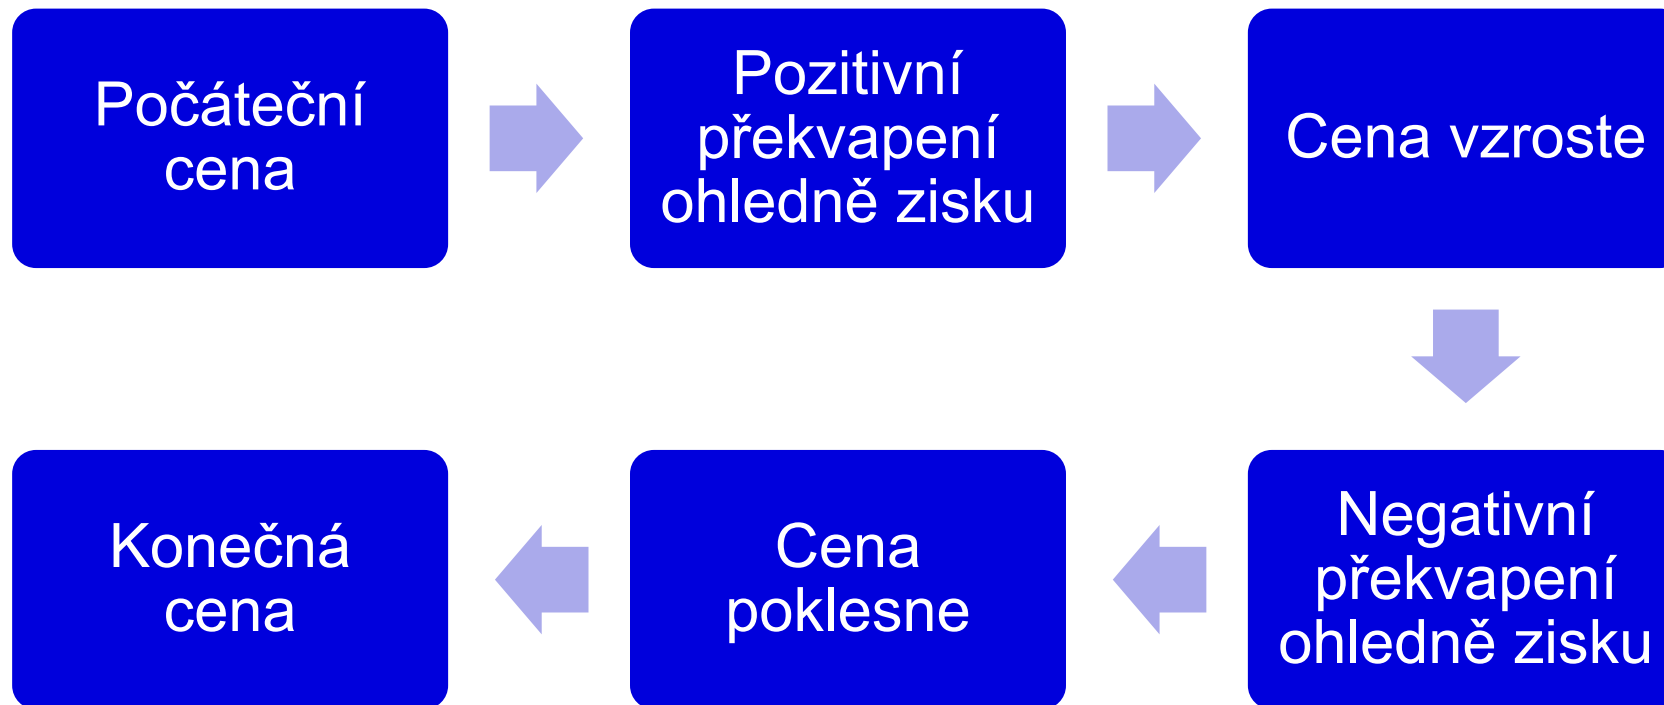 Počáteční
cena
Pozitivní
překvapení
ohledně zisku
Cena vzroste
Negativní
překvapení
ohledně zisku
Cena
poklesne
Konečná
cena